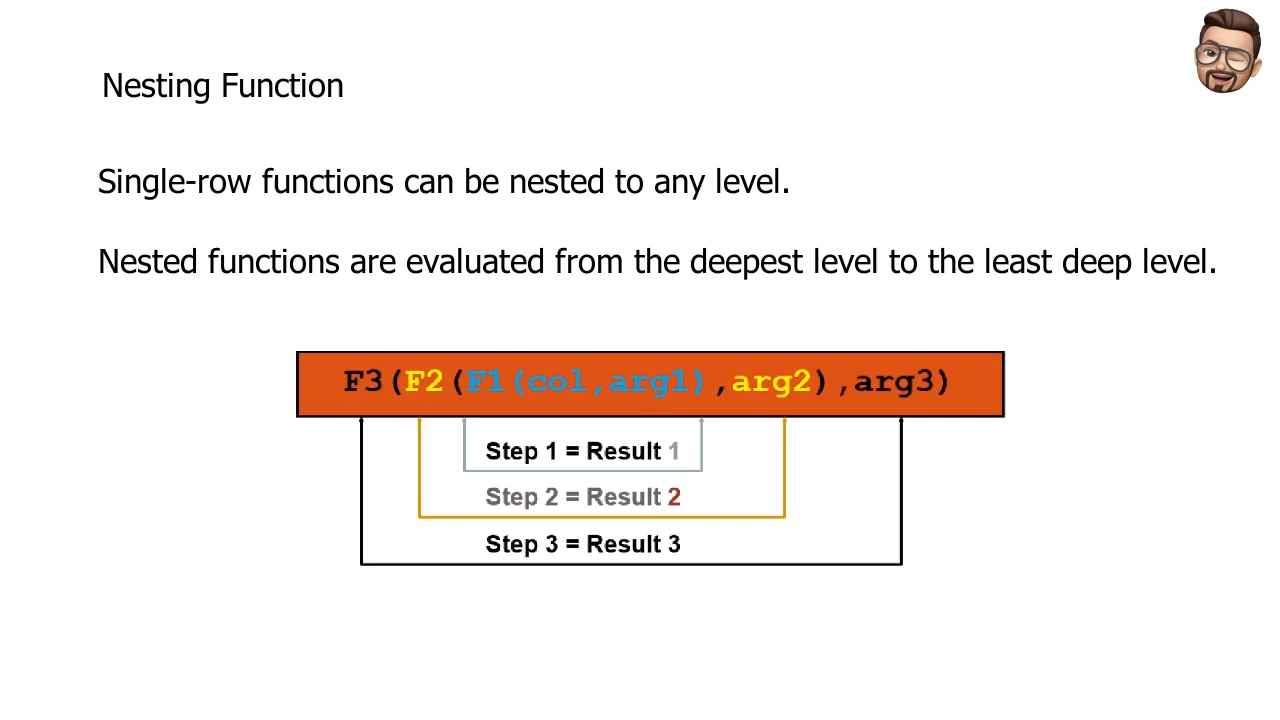 Nesting Function
Single-row functions can be nested to any level.
Nested functions are evaluated from the deepest level to the least deep level.
F3(F2(F1(col,arg1),arg2),arg3)
Step 1 = Result 1
Step 2 = Result 2
Step 3 = Result 3